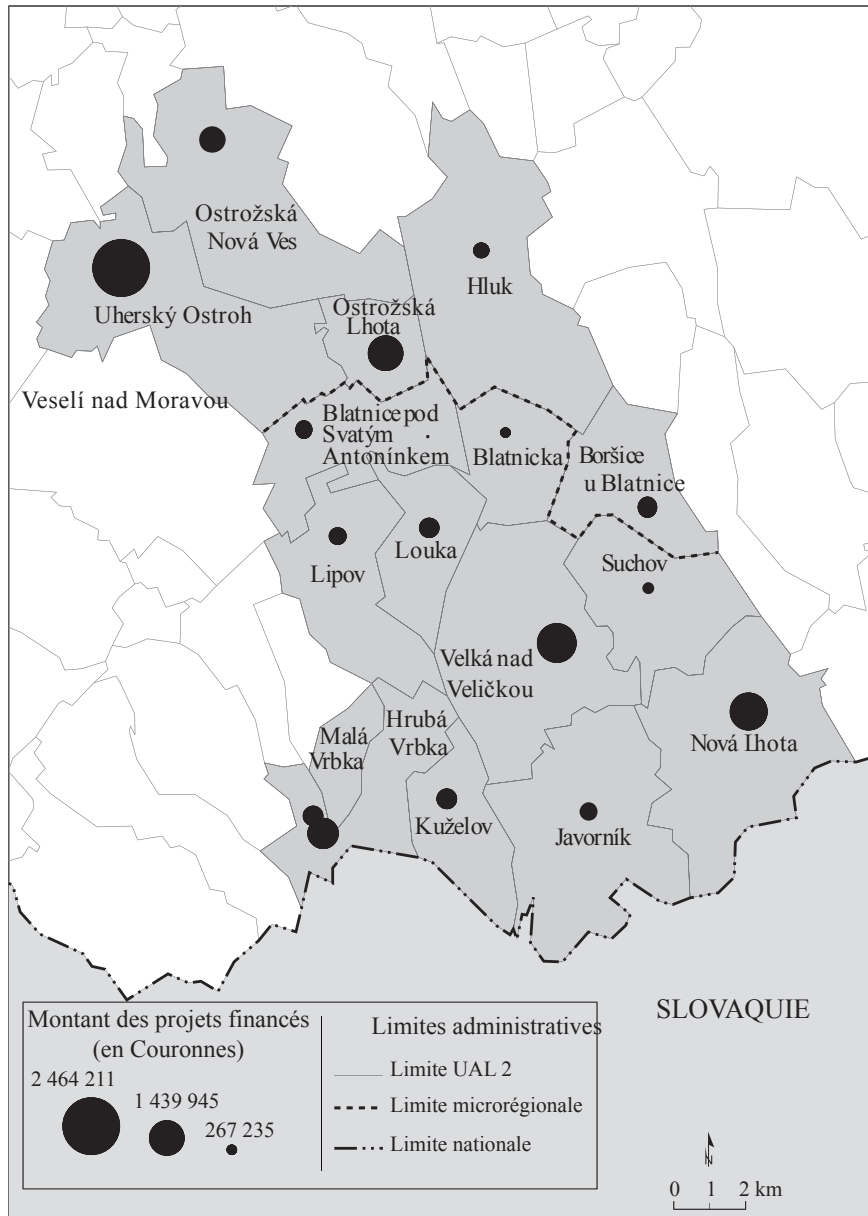 Ostrožská
Nová Ves
Uherský Ostroh
Hluk
Ostrožská
Lhota
Veselí nad Moravou
Blatnice pod
Svatým
Antonínkem
Blatnicka
Boršice
u Blatnice
Suchov
Louka
Lipov
Velká nad
Veličkou
Nová Lhota
Hrubá
Vrbka
Malá
Vrbka
Kuželov
Javorník
SLOVAQUIE
Montant des projets financés
(en Couronnes)
2 464 211
1 439 945
267 235
Limites administratives
Limite UAL 2
Limite microrégionale
Limite nationale
N
0 1 2 km